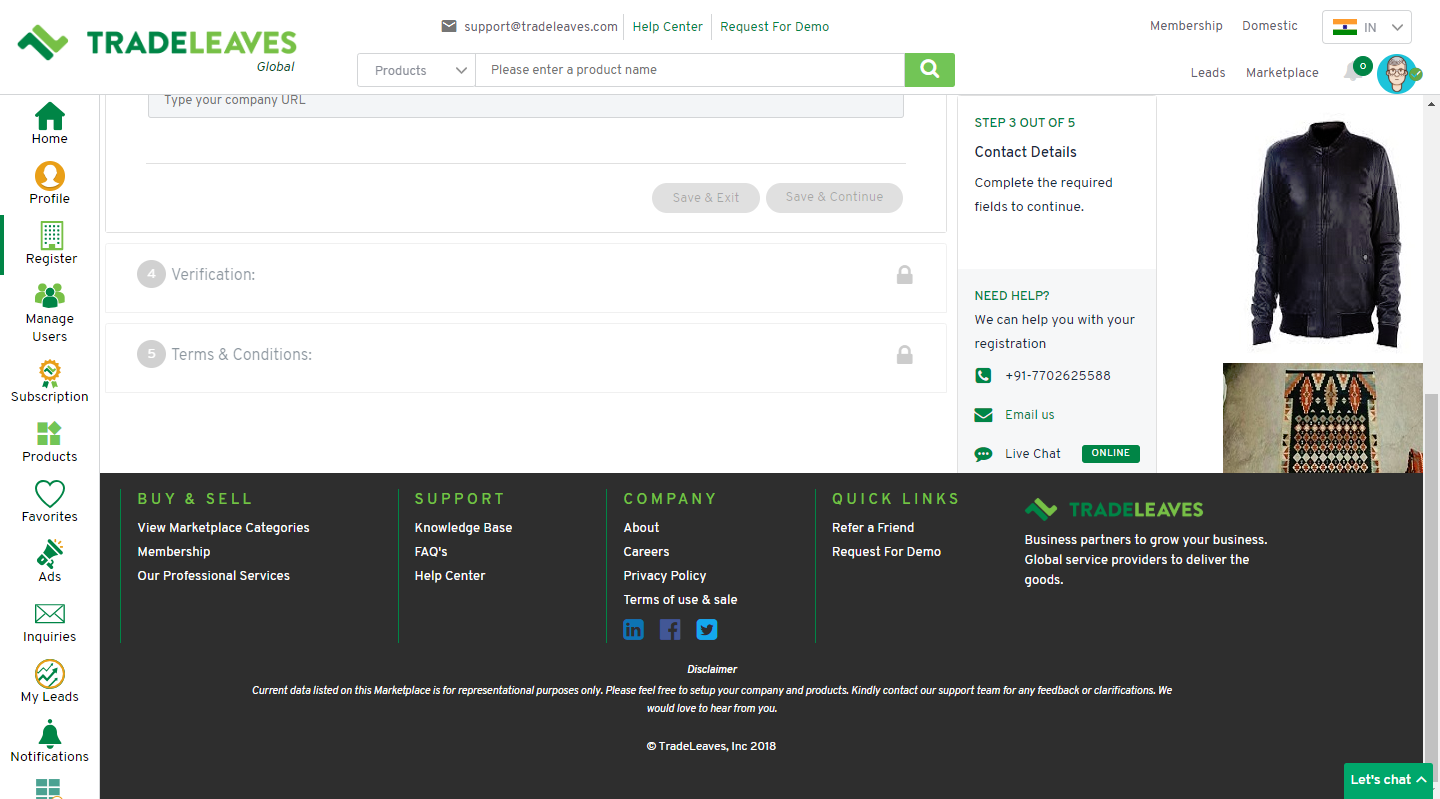 TRADELEAVES
Global
support@tradeleaves.com
Help Center
Request For Demo
Membership
Domestic
IN
Products
Please enter a product name
Leads
Marketplace
0
Home
Profile
Register
Manage
Users
Subscription
Products
Favorites
Ads
Inquiries
My Leads
Notifications
Type your company URL
Save & Exit
Save & Continue
4 Verification:
5 Terms & Conditions:
STEP 3 OUT OF 5
Contact Details
Complete the required
fields to continue.
NEED HELP?
We can help you with your
registration
+91-7702625588
Email us
Live Chat
ONLINE
BUY & SELL
View Marketplace Categories
Membership
Our Professional Services
SUPPORT
Knowledge Base
FAQ's
Help Center
COMPANY
About
Careers
Privacy Policy
Terms of use & sale
in
QUICK LINKS
Refer a Friend
Request For Demo
TRADELEAVES
Business partners to grow your business.
Global service providers to deliver the
goods.
Disclaimer
Current data listed on this Marketplace is for representational purposes only. Please feel free to setup your company and products. Kindly contact our support team for any feedback or clarifications. We
would love to hear from you.
© TradeLeaves, Inc 2018
Let's chat